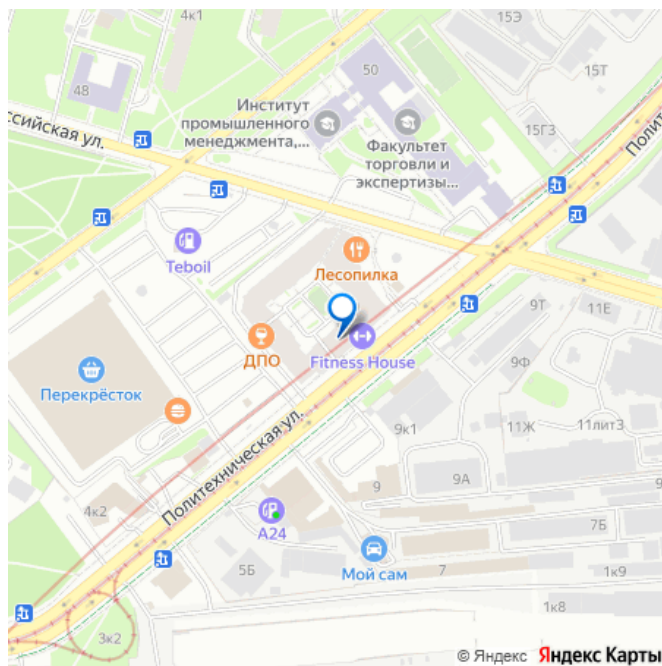 4к1
15Э
48
50
15Т
Институт
промышленного
менеджмента,...
Факультет
торговли и
экспертизы...
15Г3
ссийская ул.
Полит
Teboil
Лесопилка
9Т
11Е
ДПО
Fitness House
9Ф
Перекрёсток
9к1
11Ж
11лит3
Политехническая ул.
9
9А
9
4к2
А24
7Б
5Б
Мой сам
7
1к9
1к8
3к2
© Яндекс Яндекс Карты